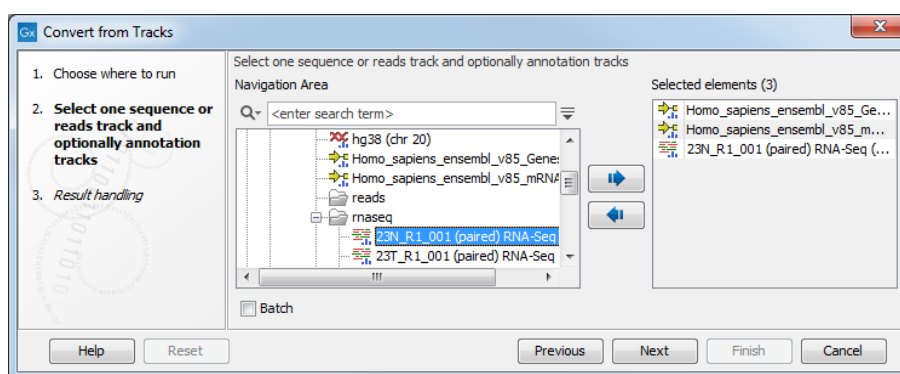 Gx Convert from Tracks
Select one sequence or reads track and optionally annotation tracks
1. Choose where to run
2. Select one sequence or
reads track and
optionally annotation
tracks
3. Result handling
Navigation Area
<enter search term>
hg38 (chr 20)
Homo_sapiens_ensembl_v85_Genes
Homo_sapiens_ensembl_v85_mRNA
reads
rnaseq
23N_R1_001 (paired) RNA-Seq
23T_R1_001 (paired) RNA-Seq
Batch
Selected elements (3)
Homo_sapiens_ensembl_v85_Ge...
Homo_sapiens_ensembl_v85_m...
23N_R1_001 (paired) RNA-Seq (...
Help Reset Previous Next Finish Cancel